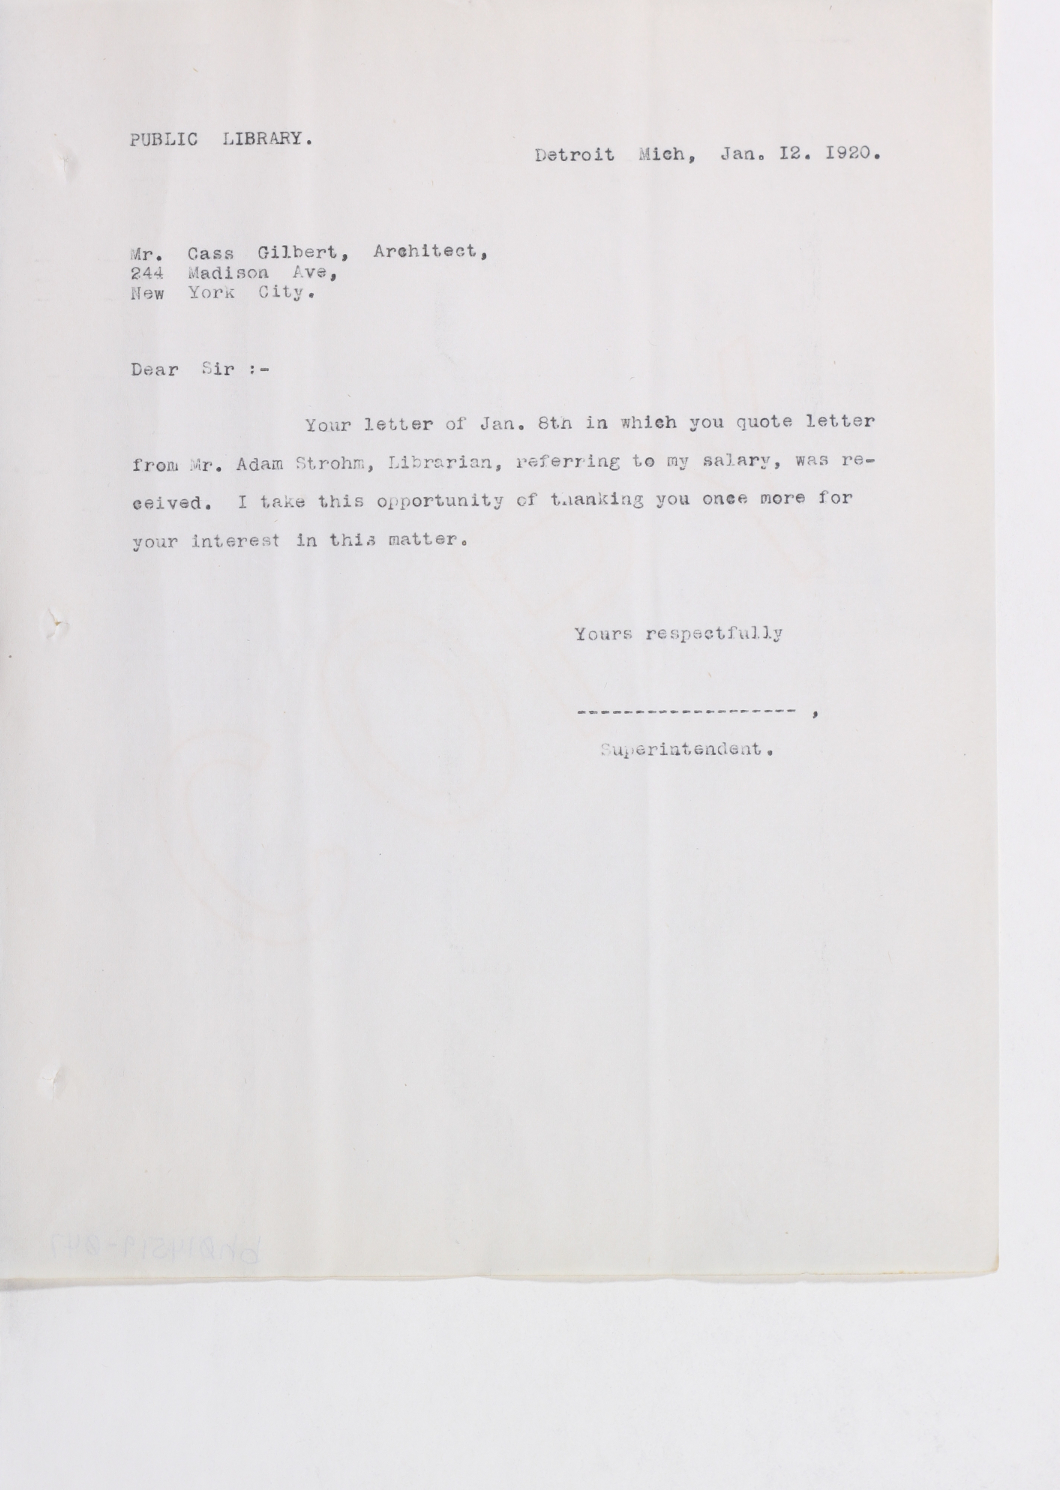 PUBLIC LIBRARY.
Detroit Mich, Jan. I2. I920.
Mr. Cass Gilbert, Architect,
244 Madison Ave,
New York City.
Dear Sir :-
Your letter of Jan. 8th in which you quote letter
from Mr. Adam Strohm, Librarian, referring to my salary, was re-
ceived. I take this opportunity of thanking you once more for
your interest in this matter.
Yours respectfully
------------------- ,
Superintendent.
COPY